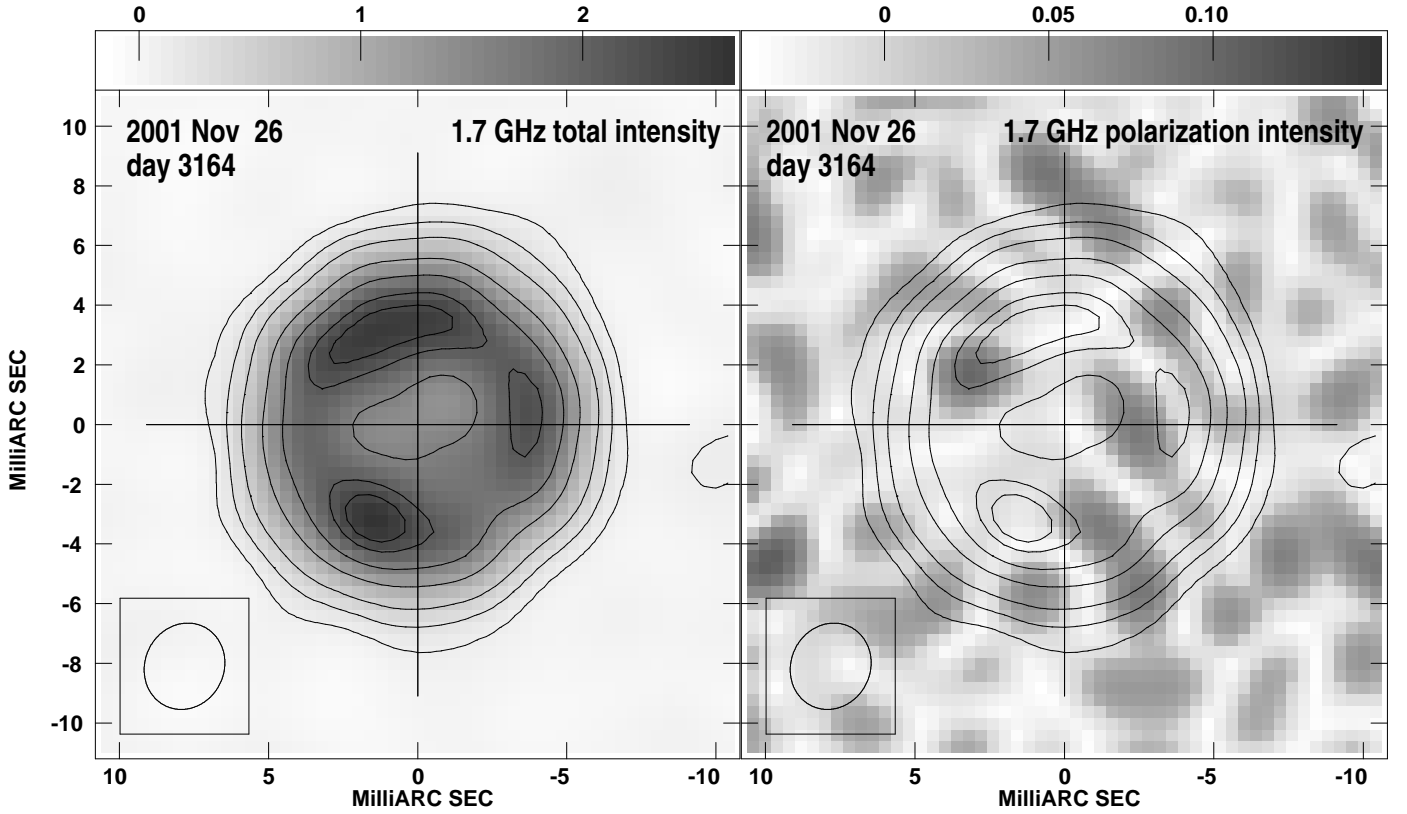 0 1 2
0 0.05 0.10
2001 Nov 26 1.7 GHz total intensity
day 3164
2001 Nov 26 1.7 GHz polarization intensity
day 3164
MilliARC SEC
10
8
6
4
2
0
-2
-4
-6
-8
-10
10 5 0 -5 -10
MilliARC SEC
10 5 0 -5 -10
MilliARC SEC